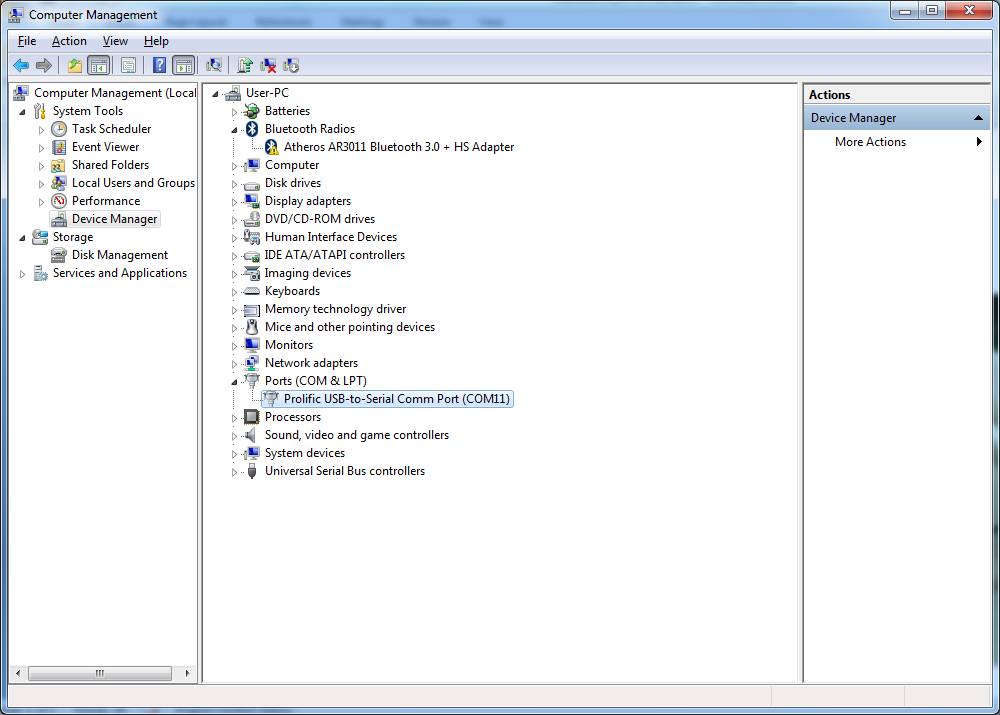 Computer Management
File Action View Help
Computer Management (Local
System Tools
Task Scheduler
Event Viewer
Shared Folders
Local Users and Groups
Performance
Device Manager
Storage
Disk Management
Services and Applications
User-PC
Batteries
Bluetooth Radios
Atheros AR3011 Bluetooth 3.0 + HS Adapter
Computer
Disk drives
Display adapters
DVD/CD-ROM drives
Human Interface Devices
IDE ATA/ATAPI controllers
Imaging devices
Keyboards
Memory technology driver
Mice and other pointing devices
Monitors
Network adapters
Ports (COM & LPT)
Prolific USB-to-Serial Comm Port (COM11)
Processors
Sound, video and game controllers
System devices
Universal Serial Bus controllers
Actions
Device Manager
More Actions